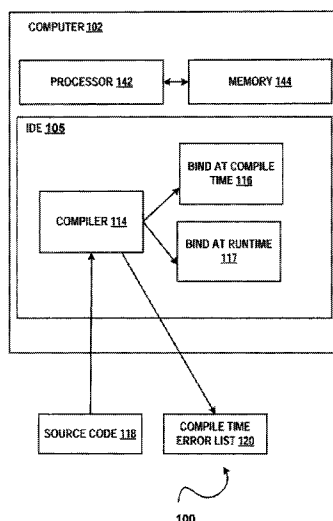 COMPUTER 102
PROCESSOR 142
MEMORY 144
IDE 105
BIND AT COMPILE
TIME 116
COMPILER 114
BIND AT RUNTIME
117
SOURCE CODE 118
COMPILE TIME
ERROR LIST 120
100